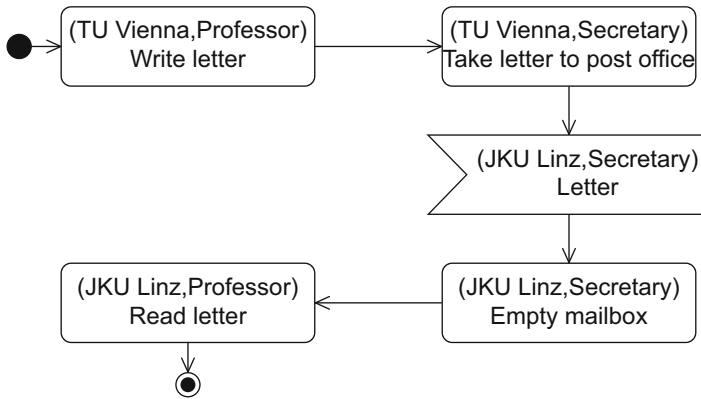 (TU Vienna,Professor)
Write letter
(TU Vienna,Secretary)
Take letter to post office
(JKU Linz,Secretary)
Letter
(JKU Linz,Secretary)
Empty mailbox
(JKU Linz,Professor)
Read letter